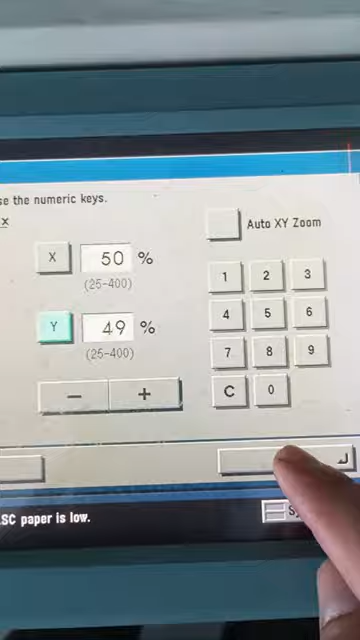 se the numeric keys.
x
Auto XY Zoom
X 50 %
(25-400)
1 2 3
Y 49 %
(25-400)
4 5 6
7 8 9
− +
C 0
SC paper is low.